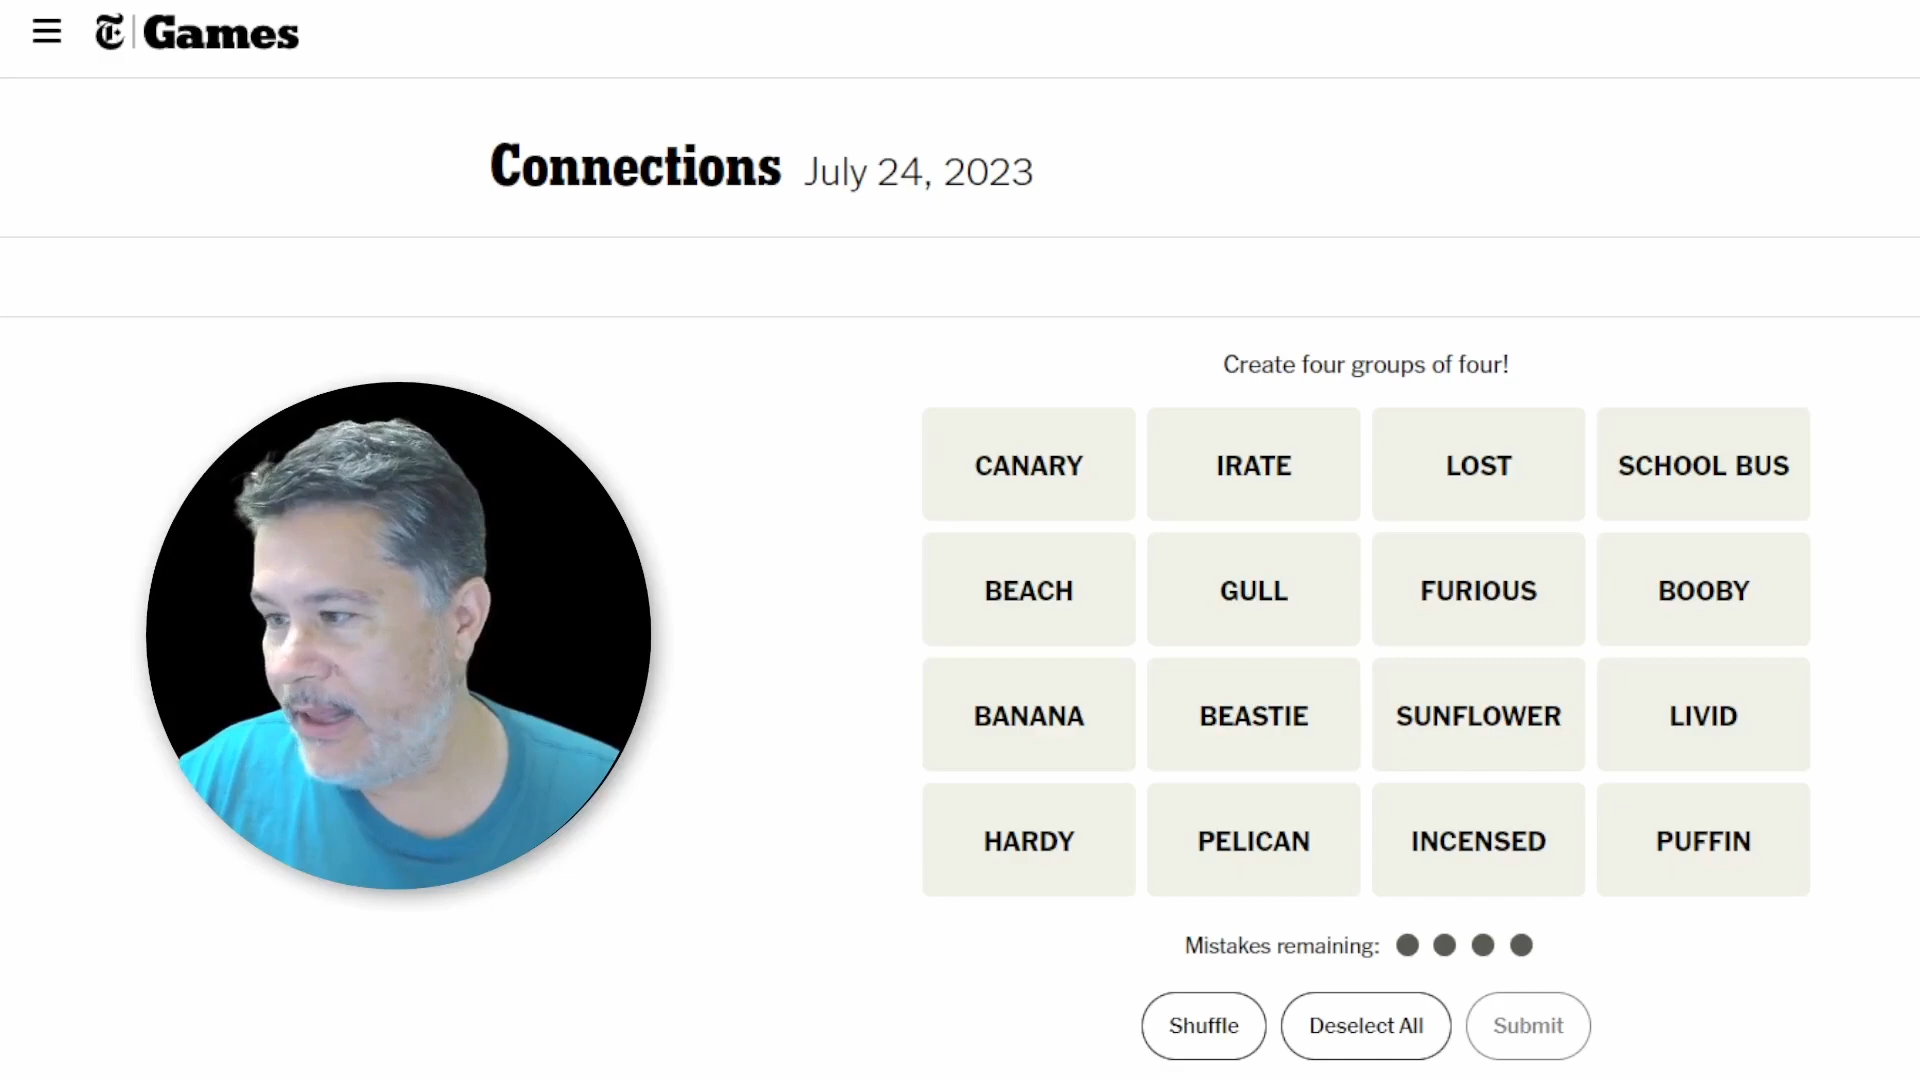 T Games
Connections July 24, 2023
Create four groups of four!
CANARY IRATE LOST SCHOOL BUS
BEACH GULL FURIOUS BOOBY
BANANA BEASTIE SUNFLOWER LIVID
HARDY PELICAN INCENSED PUFFIN
Mistakes remaining:
Shuffle Deselect All Submit